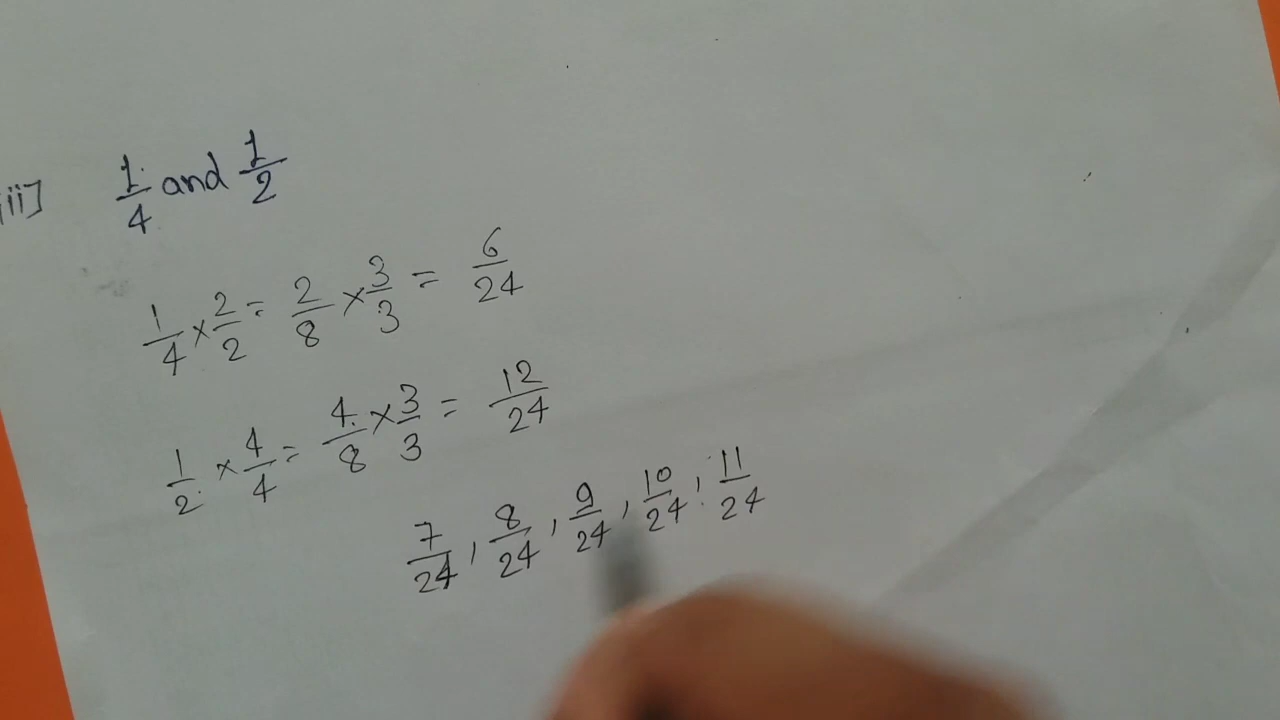 iii] 1/4 and 1/2
1/4 × 2/2 = 2/8 × 3/3 = 6/24
1/2 × 4/4 = 4/8 × 3/3 = 12/24
7/24, 8/24, 9/24, 10/24, 11/24